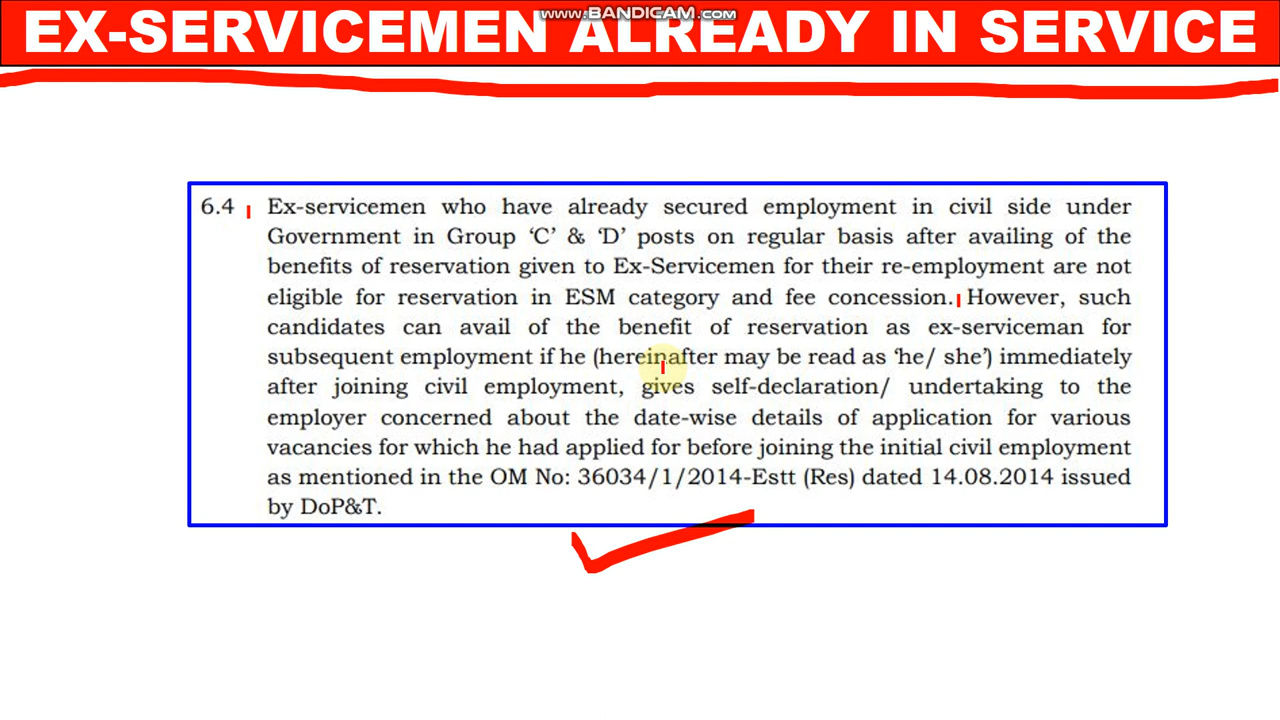 www.BANDICAM.com
EX-SERVICEMEN ALREADY IN SERVICE
6.4 Ex-servicemen who have already secured employment in civil side under
Government in Group ‘C’ & ‘D’ posts on regular basis after availing of the
benefits of reservation given to Ex-Servicemen for their re-employment are not
eligible for reservation in ESM category and fee concession. However, such
candidates can avail of the benefit of reservation as ex-serviceman for
subsequent employment if he (hereinafter may be read as ‘he/ she’) immediately
after joining civil employment, gives self-declaration/ undertaking to the
employer concerned about the date-wise details of application for various
vacancies for which he had applied for before joining the initial civil employment
as mentioned in the OM No: 36034/1/2014-Estt (Res) dated 14.08.2014 issued
by DoP&T.